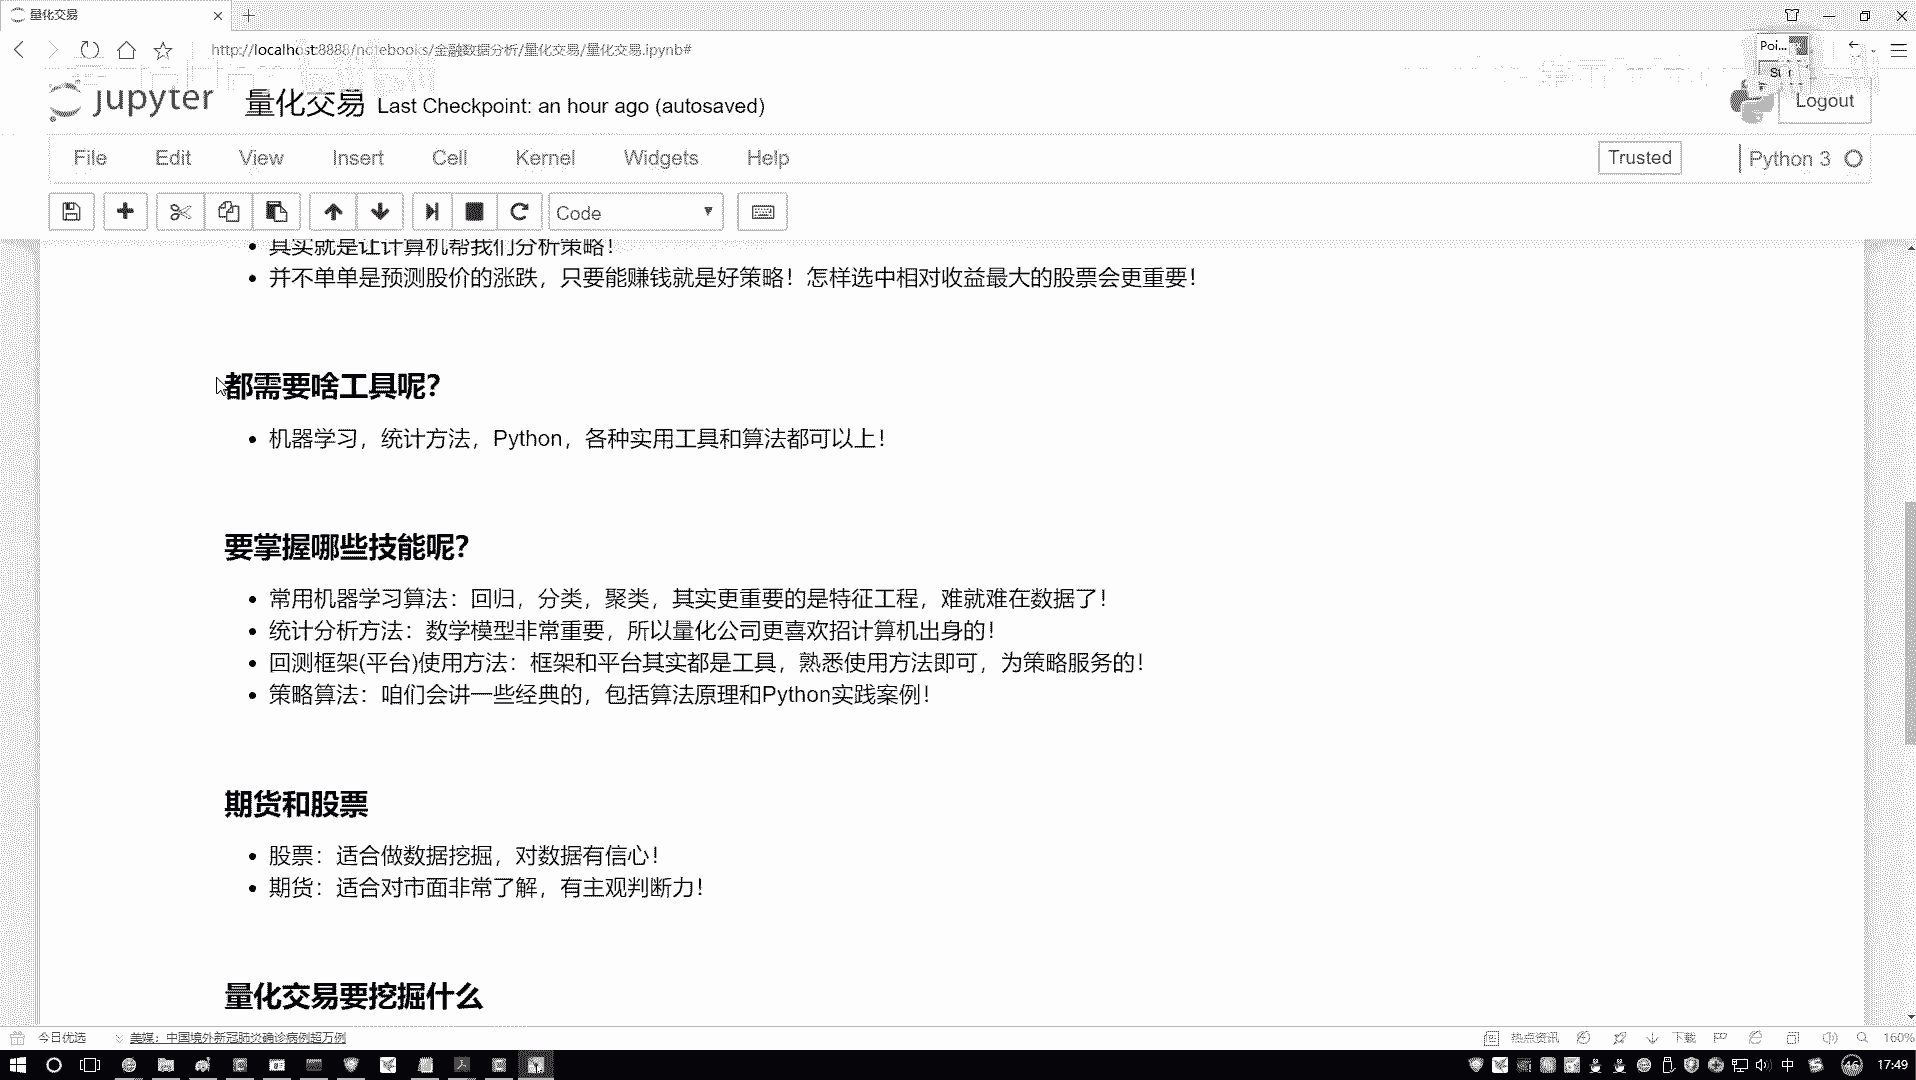 量化交易
http://localhost:8888/notebooks/金融数据分析/量化交易/量化交易.ipynb#
Poi...
jupyter 量化交易 Last Checkpoint: an hour ago (autosaved)
Logout
File Edit View Insert Cell Kernel Widgets Help
Trusted Python 3
Code
其实就是让计算机帮我们分析策略！
并不单单是预测股价的涨跌，只要能赚钱就是好策略！怎样选中相对收益最大的股票会更重要！
都需要啥工具呢？
机器学习，统计方法，Python，各种实用工具和算法都可以上！
要掌握哪些技能呢？
常用机器学习算法：回归，分类，聚类，其实更重要的是特征工程，难就难在数据了！
统计分析方法：数学模型非常重要，所以量化公司更喜欢招计算机出身的！
回测框架(平台)使用方法：框架和平台其实都是工具，熟悉使用方法即可，为策略服务的！
策略算法：咱们会讲一些经典的，包括算法原理和Python实践案例！
期货和股票
股票：适合做数据挖掘，对数据有信心！
期货：适合对市面非常了解，有主观判断力！
量化交易要挖掘什么
今日优选 美媒：中国境外新冠肺炎确诊病例超万例
热点资讯 下载 160%
中 46 17:49